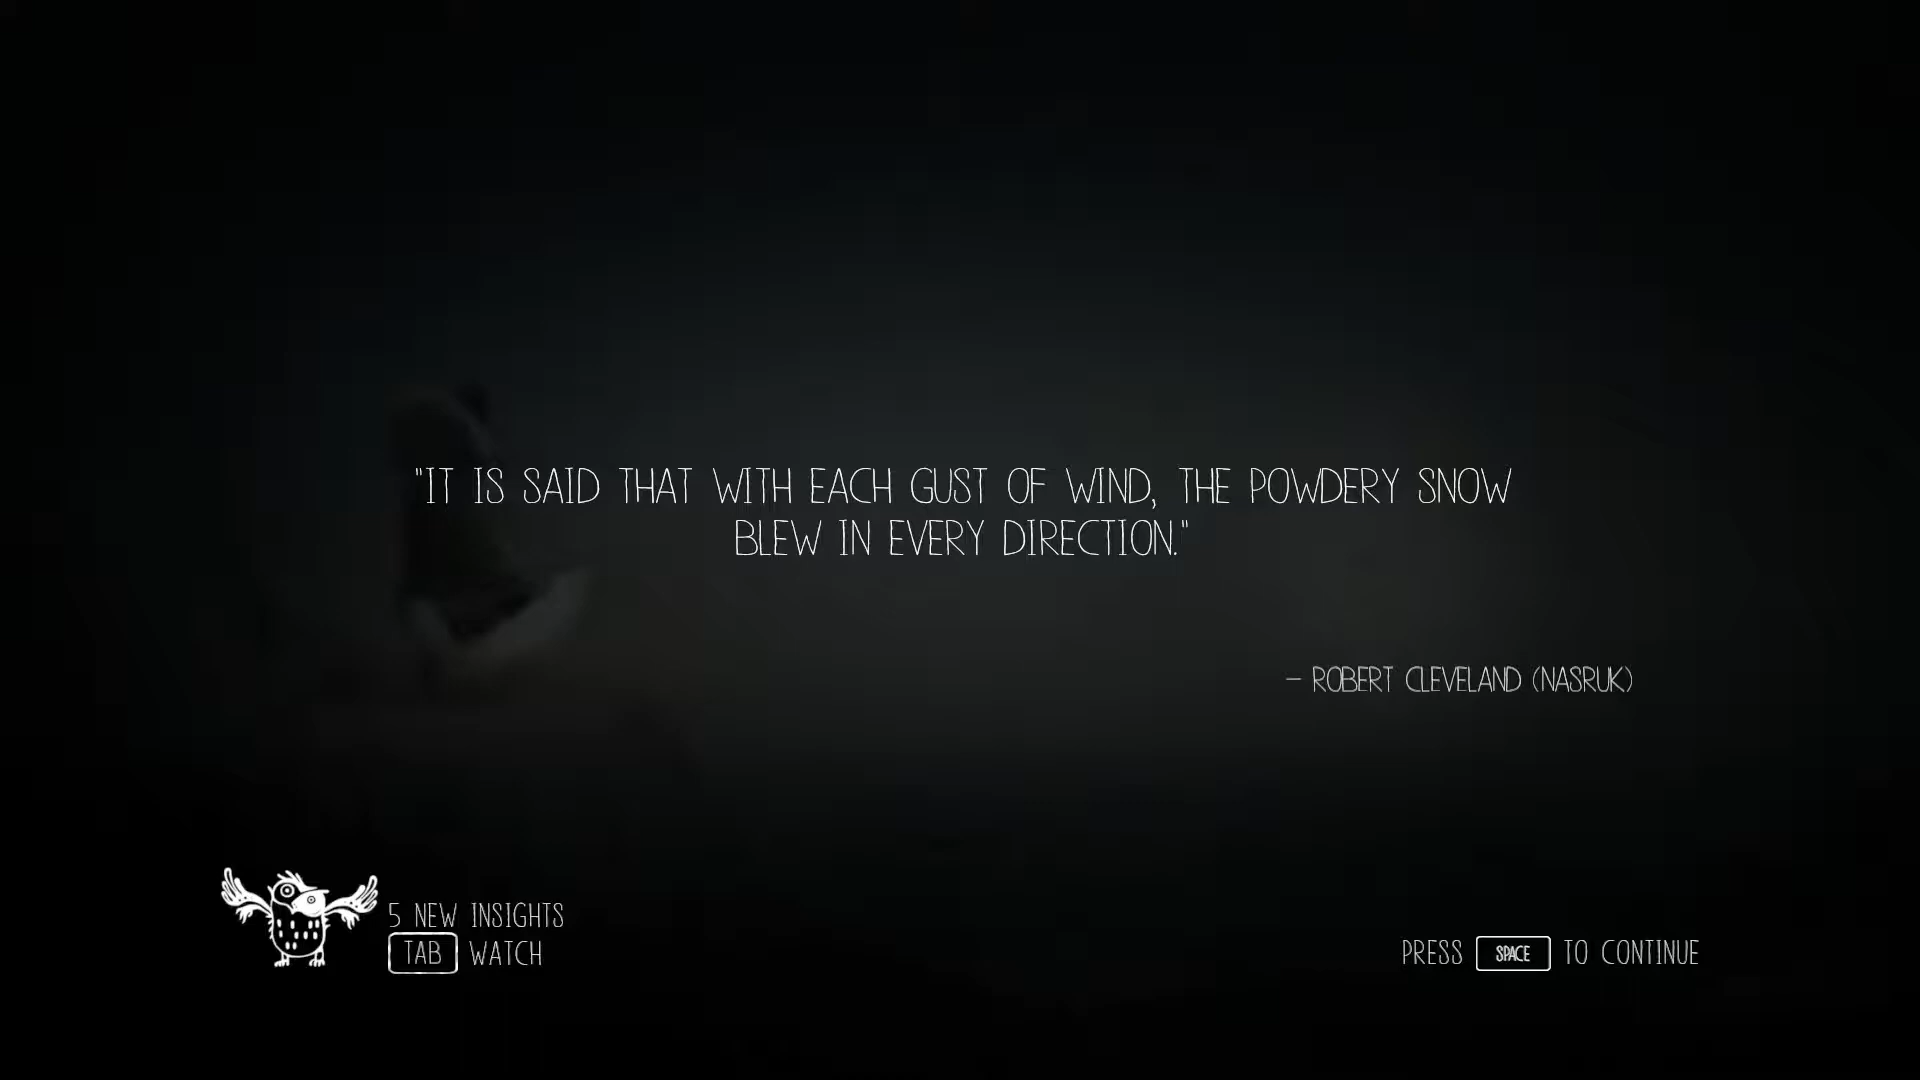 "IT IS SAID THAT WITH EACH GUST OF WIND, THE POWDERY SNOW
BLEW IN EVERY DIRECTION."
– ROBERT CLEVELAND (NASRUK)
5 NEW INSIGHTS
TAB WATCH
PRESS SPACE TO CONTINUE